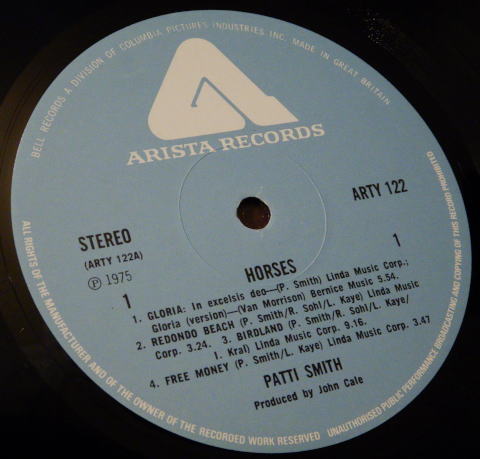 BELL RECORDS A DIVISION OF COLUMBIA PICTURES INDUSTRIES INC. MADE IN GREAT BRITAIN
ARISTA RECORDS
STEREO
(ARTY 122A)
Ⓟ 1975
1
ARTY 122
1
HORSES
1. GLORIA: In excelsis deo—(P. Smith) Linda Music Corp.;
Gloria (version)—(Van Morrison) Bernice Music 5.54.
2. REDONDO BEACH (P. Smith/R. Sohl/L. Kaye) Linda Music
Corp. 3.24. 3. BIRDLAND (P. Smith/R. Sohl/L. Kaye/
I. Kral) Linda Music Corp. 9.16.
4. FREE MONEY (P. Smith/L. Kaye) Linda Music Corp. 3.47
PATTI SMITH
Produced by John Cale
ALL RIGHTS OF THE MANUFACTURER AND OF THE OWNER OF THE RECORDED WORK RESERVED
UNAUTHORISED PUBLIC PERFORMANCE BROADCASTING AND COPYING OF THIS RECORD PROHIBITED